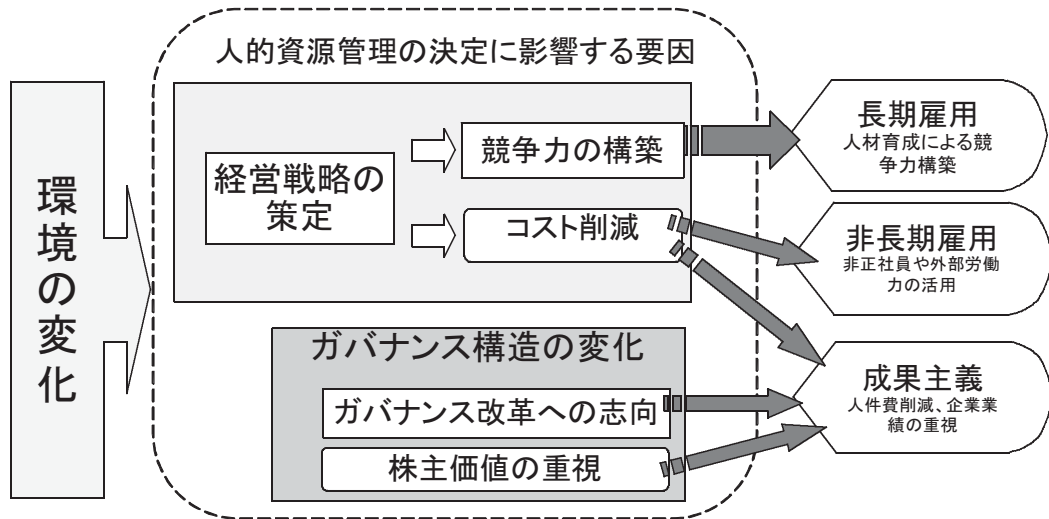 人的資源管理の決定に影響する要因
環境の変化
経営戦略の
策定
競争力の構築
コスト削減
ガバナンス構造の変化
ガバナンス改革への志向
株主価値の重視
長期雇用
人材育成による競
争力構築
非長期雇用
非正社員や外部労働
力の活用
成果主義
人件費削減、企業業
績の重視